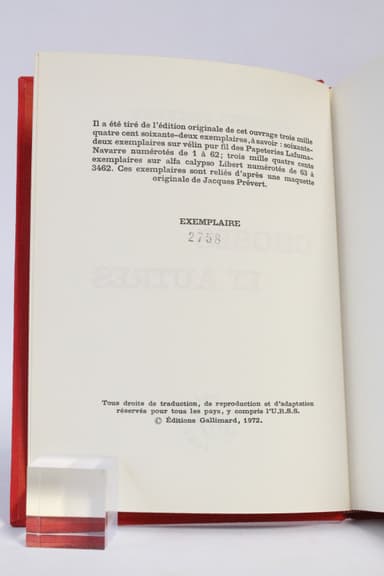 Il a été tiré de l'édition originale de cet ouvrage trois mille
quatre cent soixante-deux exemplaires, à savoir : soixante-
deux exemplaires sur vélin pur fil des Papeteries Lafuma-
Navarre numérotés de 1 à 62; trois mille quatre cents
exemplaires sur alfa calypso Libert numérotés de 63 à
3462. Ces exemplaires sont reliés d'après une maquette
originale de Jacques Prévert.
EXEMPLAIRE
2758
Tous droits de traduction, de reproduction et d'adaptation
réservés pour tous les pays, y compris l'U.R.S.S.
© Éditions Gallimard, 1972.